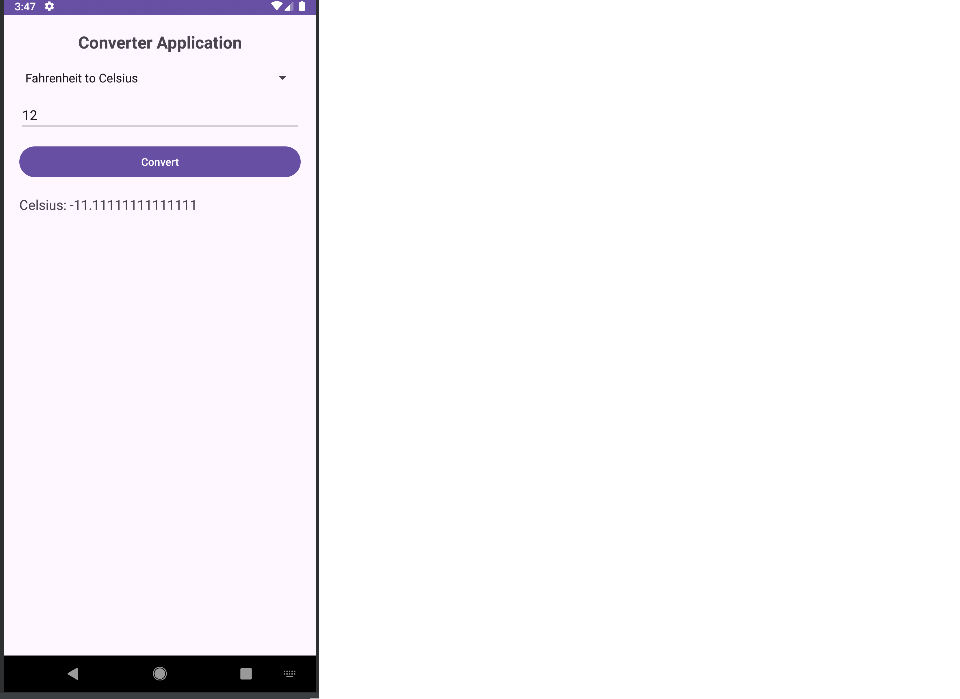 3:47
Converter Application
Fahrenheit to Celsius
12
Convert
Celsius: -11.11111111111111